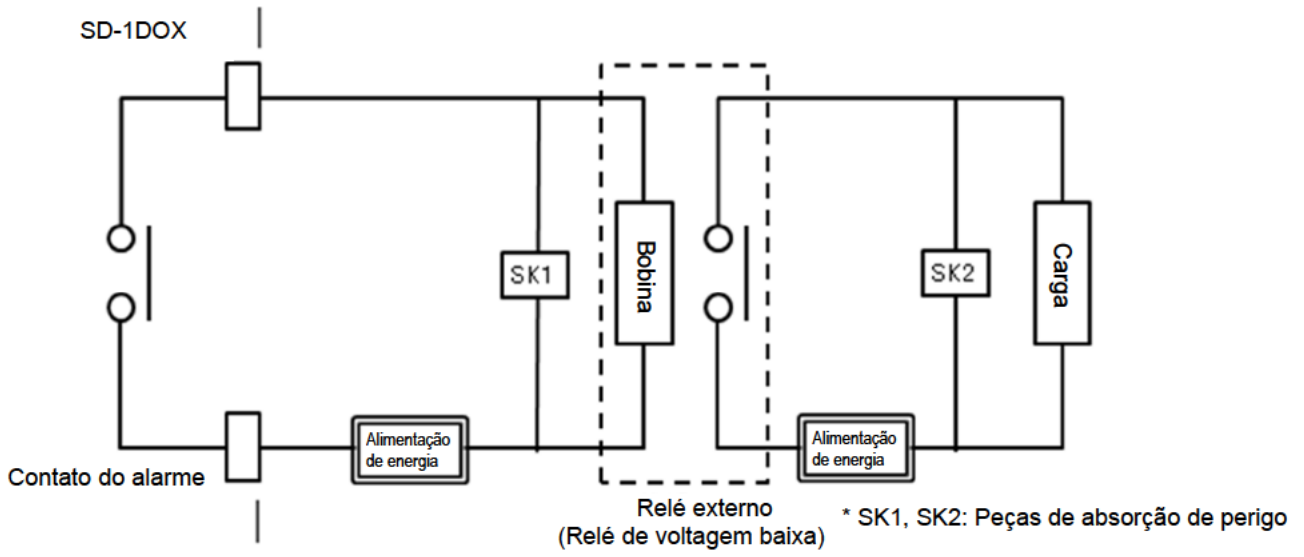 SD-1DOX
SK1
Bobina
SK2
Carga
Alimentação
de energia
Alimentação
de energia
Contato do alarme
Relé externo
(Relé de voltagem baixa)
* SK1, SK2: Peças de absorção de perigo